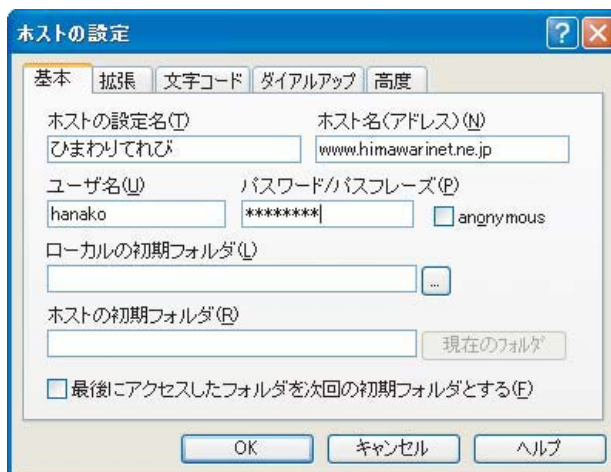 ホストの設定
基本 拡張 文字コード ダイアルアップ 高度
ホストの設定名(T) ホスト名(アドレス)(N)
ひまわりてれび www.himawarinet.ne.jp
ユーザ名(U) パスワード/パスフレーズ(P)
hanako ******** anonymous
ローカルの初期フォルダ(L)
...
ホストの初期フォルダ(R)
現在のフォルダ
最後にアクセスしたフォルダを次回の初期フォルダとする(F)
OK キャンセル ヘルプ